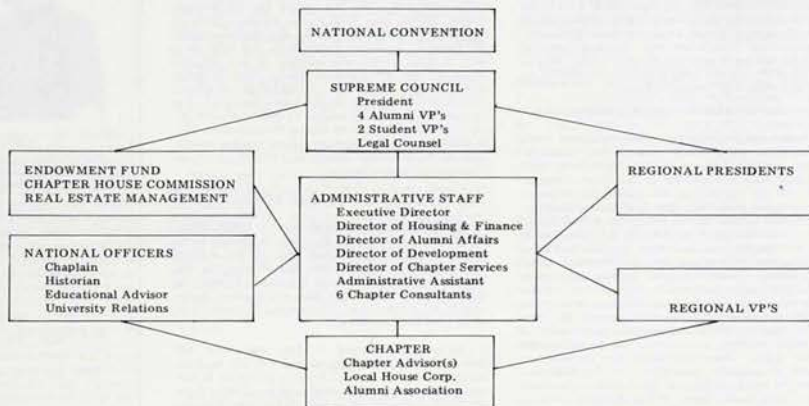 NATIONAL CONVENTION
SUPREME COUNCIL
President
4 Alumni VP's
2 Student VP's
Legal Counsel
ENDOWMENT FUND
CHAPTER HOUSE COMMISSION
REAL ESTATE MANAGEMENT
REGIONAL PRESIDENTS
ADMINISTRATIVE STAFF
Executive Director
Director of Housing & Finance
Director of Alumni Affairs
Director of Development
Director of Chapter Services
Administrative Assistant
6 Chapter Consultants
NATIONAL OFFICERS
Chaplain
Historian
Educational Advisor
University Relations
REGIONAL VP'S
CHAPTER
Chapter Advisor(s)
Local House Corp.
Alumni Association